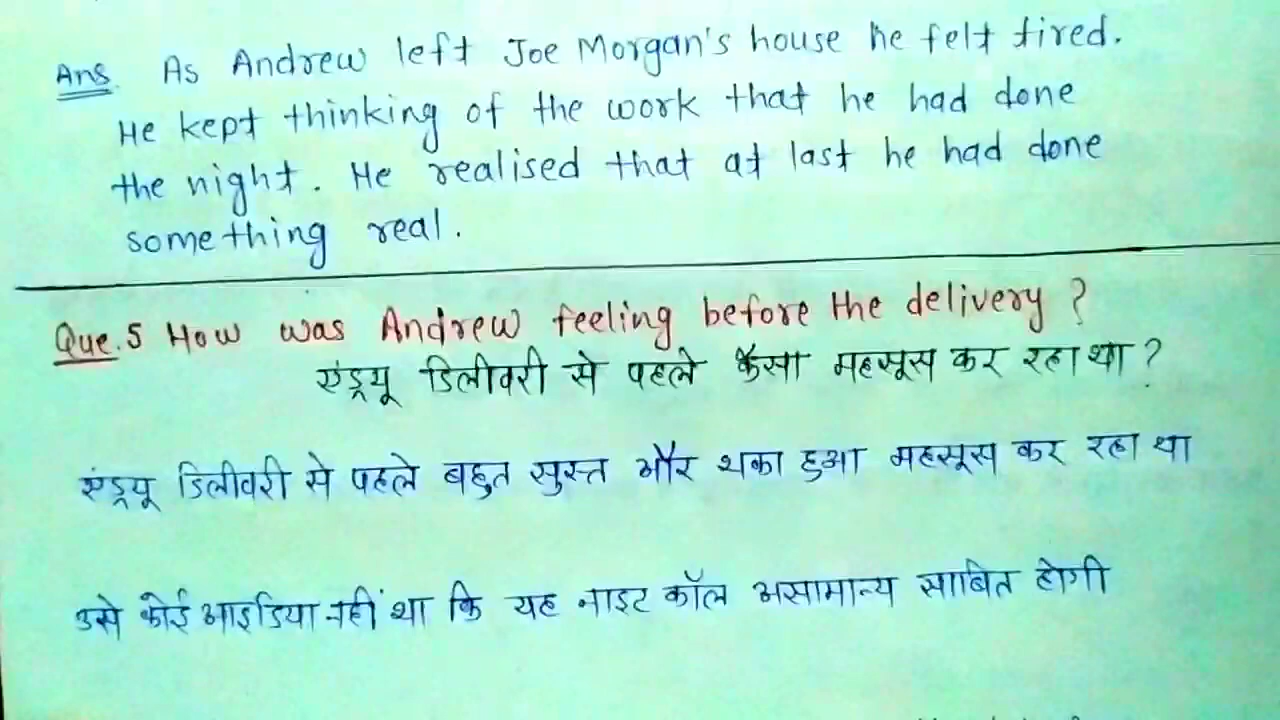 Ans. As Andrew left Joe Morgan's house he felt tired.
He kept thinking of the work that he had done
the night. He realised that at last he had done
something real.
Que.5 How was Andrew feeling before the delivery?
एंड्र्यू डिलीवरी से पहले कैसा महसूस कर रहा था?
एंड्र्यू डिलीवरी से पहले बहुत सुस्त और थका हुआ महसूस कर रहा था
उसे कोई आइडिया नहीं था कि यह नाइट कॉल असामान्य साबित होगी